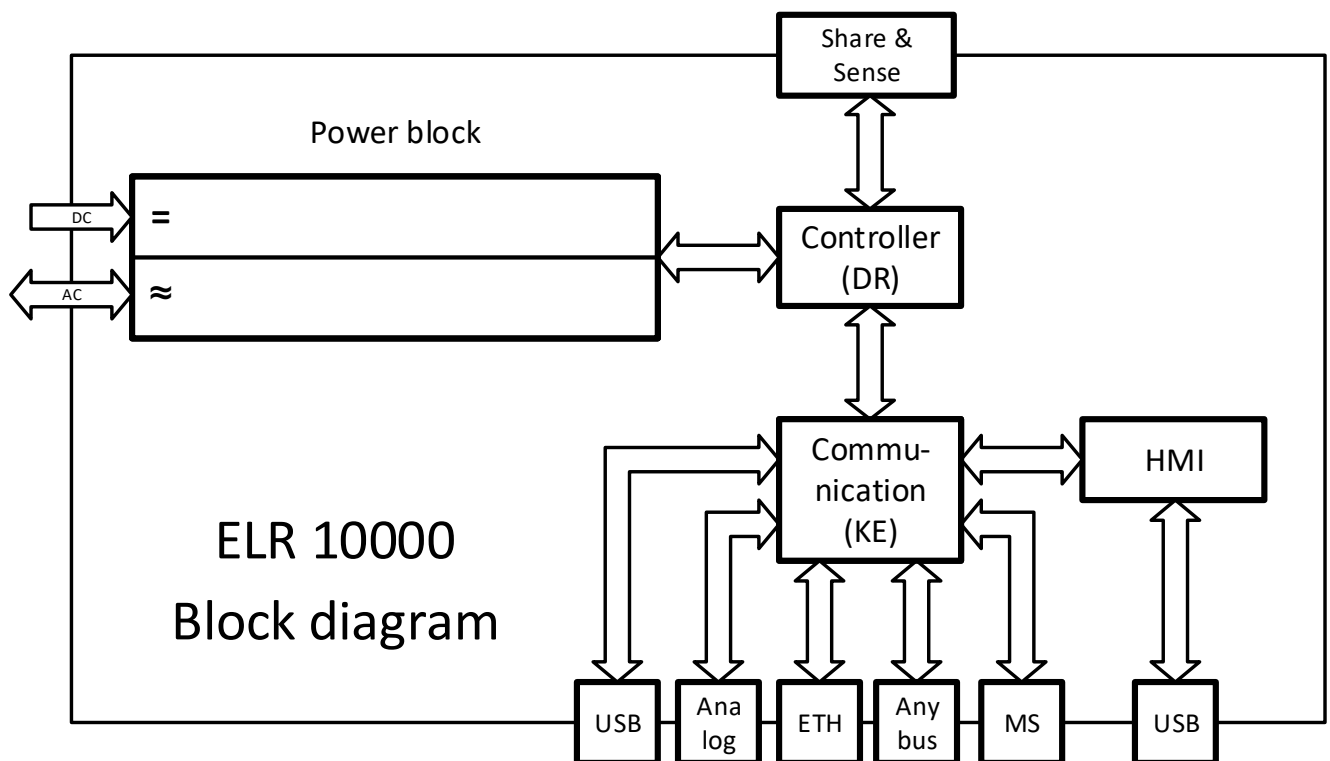 Share &
Sense
Power block
DC
=
Controller
(DR)
AC
≈
Commu-
nication
(KE)
HMI
ELR 10000
Block diagram
USB
Ana
log
ETH
Any
bus
MS
USB